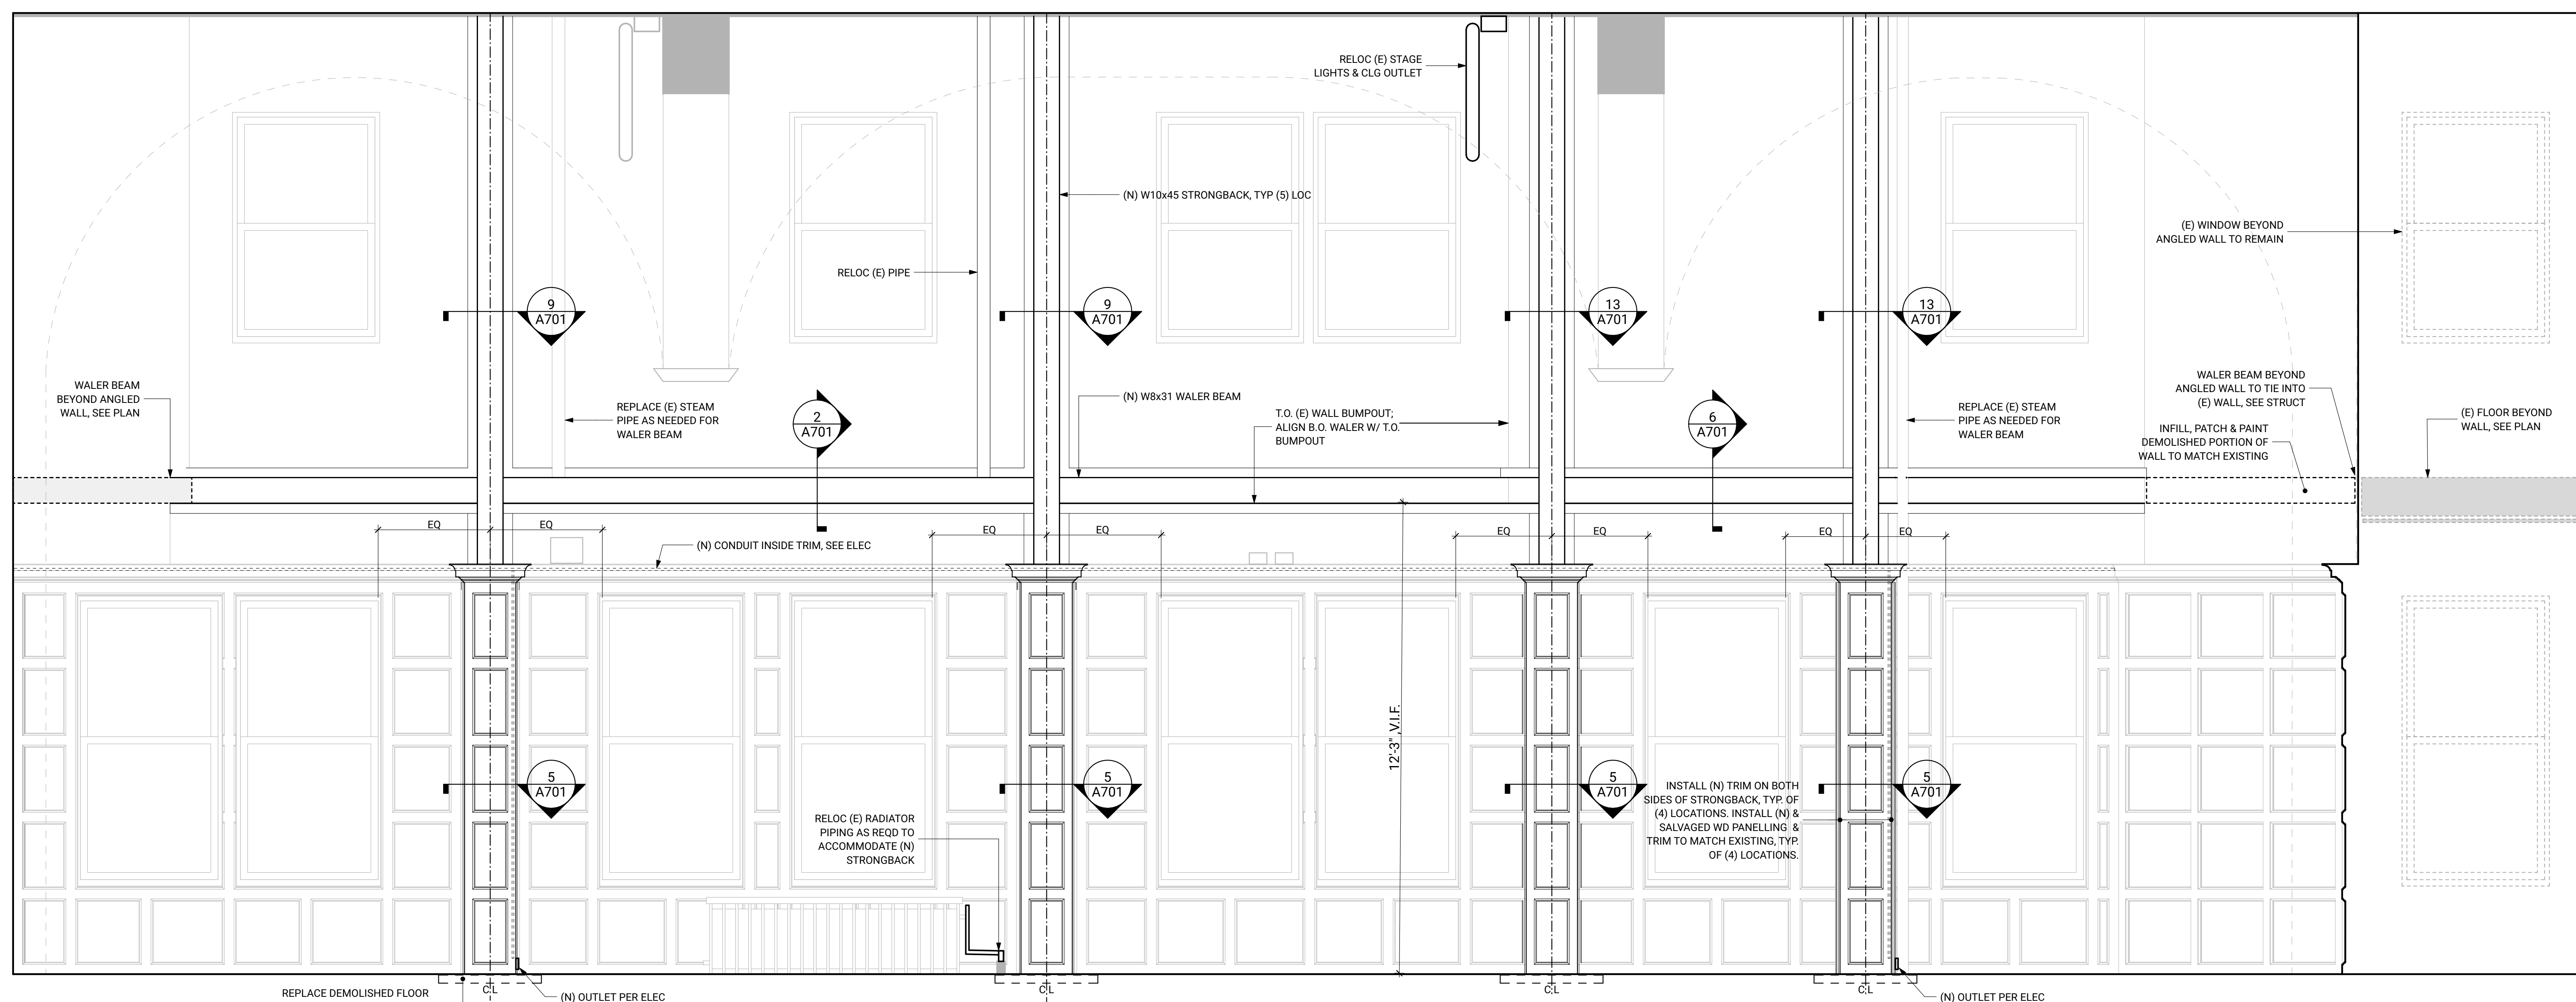 RELOC (E) STAGE
LIGHTS & CLG OUTLET
(N) W10x45 STRONGBACK, TYP (5) LOC
(E) WINDOW BEYOND
ANGLED WALL TO REMAIN
RELOC (E) PIPE
9
A701
9
A701
13
A701
13
A701
WALER BEAM
BEYOND ANGLED
WALL, SEE PLAN
REPLACE (E) STEAM
PIPE AS NEEDED FOR
WALER BEAM
2
A701
(N) W8x31 WALER BEAM
T.O. (E) WALL BUMPOUT;
ALIGN B.O. WALER W/ T.O.
BUMPOUT
6
A701
REPLACE (E) STEAM
PIPE AS NEEDED FOR
WALER BEAM
WALER BEAM BEYOND
ANGLED WALL TO TIE INTO
(E) WALL, SEE STRUCT
INFILL, PATCH & PAINT
DEMOLISHED PORTION OF
WALL TO MATCH EXISTING
(E) FLOOR BEYOND
WALL, SEE PLAN
EQ
EQ
EQ
EQ
EQ
EQ
EQ
EQ
(N) CONDUIT INSIDE TRIM, SEE ELEC
12'-3" ,V.I.F.
5
A701
5
A701
5
A701
5
A701
RELOC (E) RADIATOR
PIPING AS REQD TO
ACCOMMODATE (N)
STRONGBACK
INSTALL (N) TRIM ON BOTH
SIDES OF STRONGBACK, TYP. OF
(4) LOCATIONS. INSTALL (N) &
SALVAGED WD PANELLING &
TRIM TO MATCH EXISTING, TYP.
OF (4) LOCATIONS.
C L
C L
C L
C L
REPLACE DEMOLISHED FLOOR
(N) OUTLET PER ELEC
(N) OUTLET PER ELEC